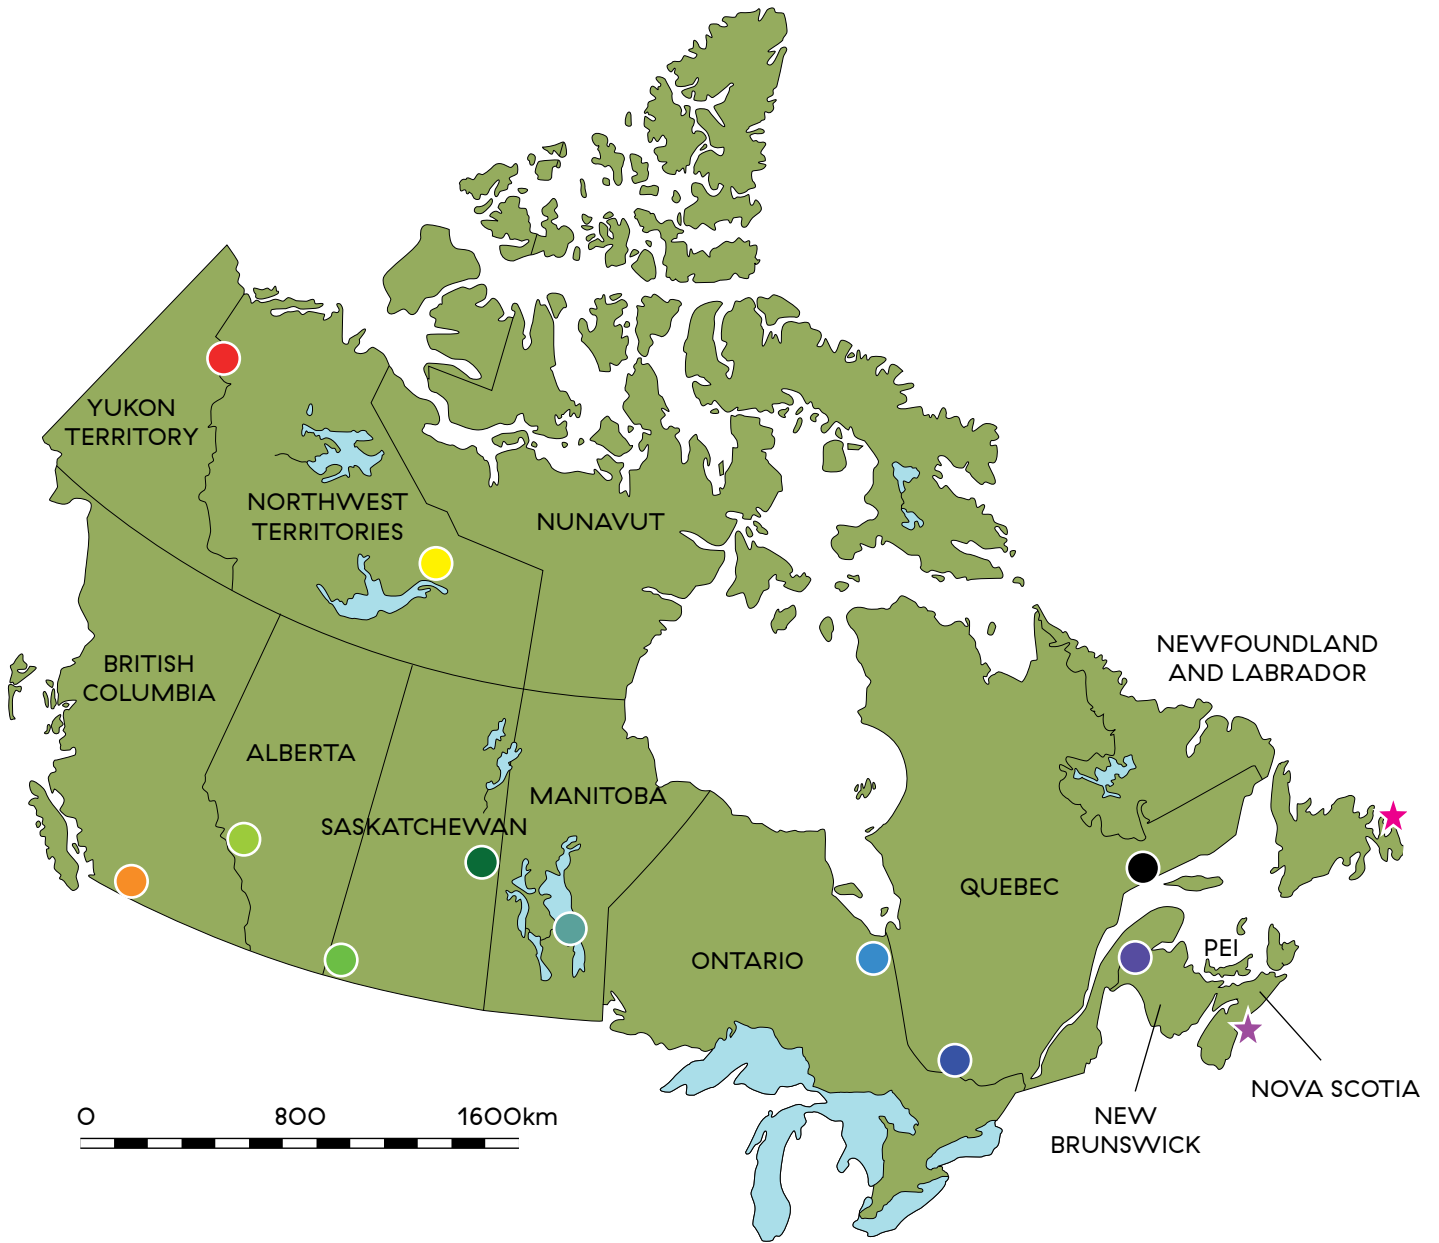 YUKON
TERRITORY
NORTHWEST
TERRITORIES
NUNAVUT
NEWFOUNDLAND
AND LABRADOR
BRITISH
COLUMBIA
ALBERTA
MANITOBA
SASKATCHEWAN
QUEBEC
PEI
ONTARIO
NOVA SCOTIA
NEW
BRUNSWICK
0 800 1600km